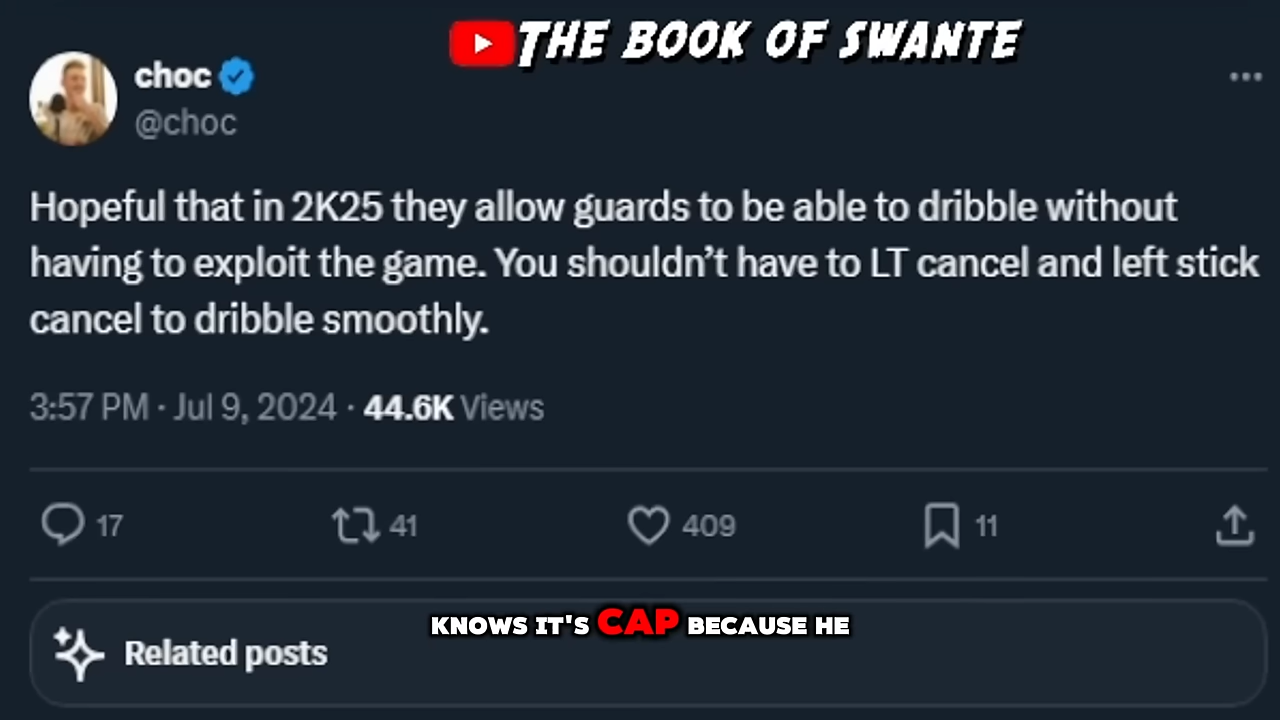 THE BOOK OF SWANTE
choc
@choc
Hopeful that in 2K25 they allow guards to be able to dribble without
having to exploit the game. You shouldn’t have to LT cancel and left stick
cancel to dribble smoothly.
3:57 PM · Jul 9, 2024 · 44.6K Views
17 41 409 11
KNOWS IT'S CAP BECAUSE HE
Related posts